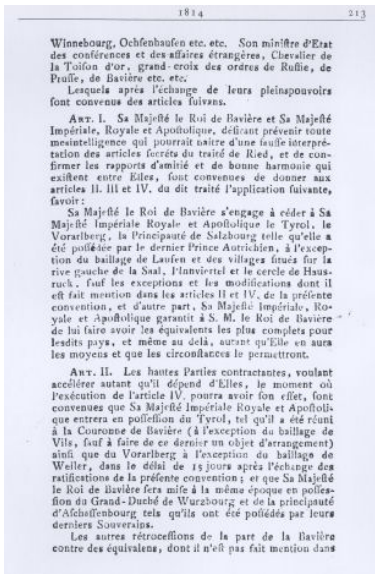 1814 213
Winnebourg, Ochſenhauſen etc. etc. Son miniſtre d'Etat
des conférences et des affaires étrangères, Chevalier de
la Toiſon d'or, grand-croix des ordres de Ruſſie, de
Pruſſe, de Bavière etc. etc.
Lesquels après l'échange de leurs pleinspouvoirs
ſont convenus des articles ſuivans.
ART. I. Sa Majeſté le Roi de Bavière et Sa Majeſté
Impériale, Royale et Apoſtolique, déſirant prévenir toute
mesintelligence qui pourrait naitre d'une fauſſe interpré-
tation des articles ſecréts du traité de Ried, et de con-
firmer les rapports d'amitié et de bonne harmonie qui
exiſtent entre Elles, ſont convenues de donner aux
articles II. III et IV. du dit traité l'application ſuivante,
ſavoir:
Sa Majeſté le Roi de Bavière s'engage à céder à Sa
Majeſté Impériale Royale et Apoſtolique le Tyrol, le
Vorarlberg, la Principauté de Salzbourg telle qu'elle a
été poſſédée par le dernier Prince Autrichien, à l'excep-
tion du baillage de Laufen et des villages ſitués ſur la
rive gauche de la Saal, l'Innviertel et le cercle de Haus-
ruck, ſauf les exceptions et les modifications dont il
eſt fait mention dans les articles II et IV. de la préſente
convention, et d'autre part, Sa Majeſté Impériale, Ro-
yale et Apoſtolique garantit à S. M. le Roi de Bavière
de lui faire avoir les équivalents les plus complets pour
lesdits pays, et même au delà, autant qu'Elle en aura
les moyens et que les circonſtances le permettront.
ART. II. Les hautes Parties contractantes, voulant
accélérer autant qu'il dépend d'Elles, le moment où
l'exécution de l'article IV. pourra avoir ſon effet, ſont
convenues que Sa Majeſté Impériale Royale et Apoſtoli-
que entrera en poſſeſſion du Tyrol, tel qu'il a été réuni
à la Couronne de Bavière (à l'exception du baillage de
Vils, ſauf à faire de ce dernier un objet d'arrangement)
ainſi que du Vorarlberg à l'exception du baillage de
Weiler, dans le délai de 15 jours après l'échange des
ratifications de la préſente convention; et que Sa Majeſté
le Roi de Bavière ſera miſe à la même époque en poſſes-
ſion du Grand-Duché de Wurzbourg et de la principauté
d'Aſchaffenbourg tels qu'ils ont été poſſédés par leurs
derniers Souverains.
Les autres rétroceſſions de la part de la Bavière
contre des équivalens, dont il n'eſt pas fait mention dans